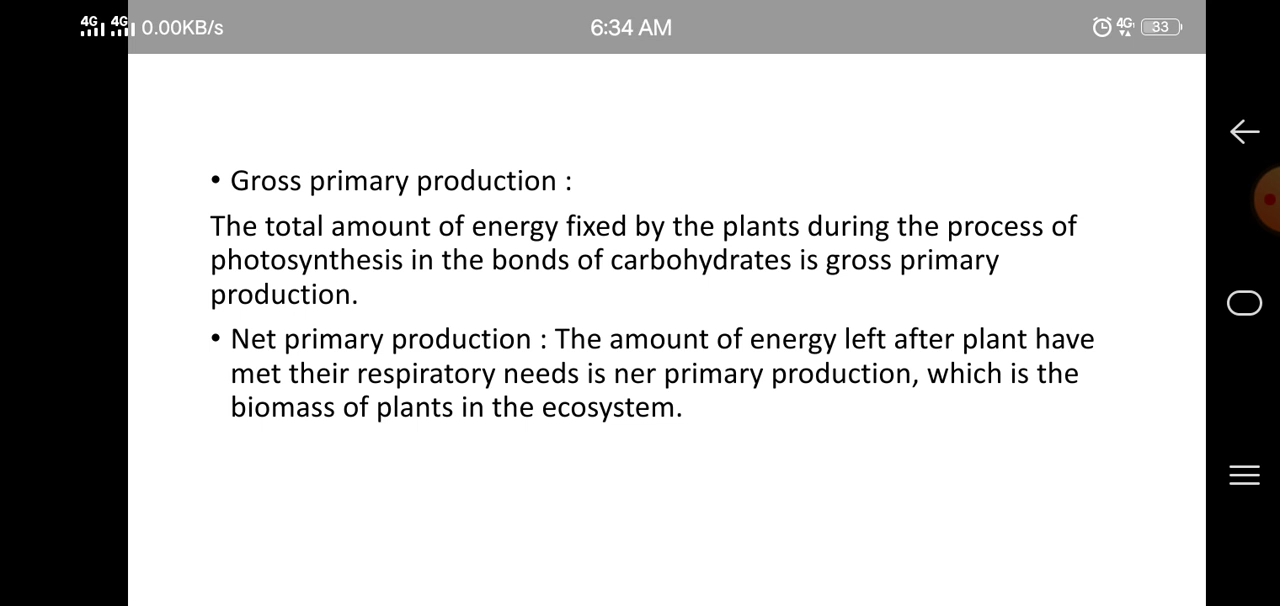 4G 4G 0.00KB/s 6:34 AM 4G 33
• Gross primary production :
The total amount of energy fixed by the plants during the process of
photosynthesis in the bonds of carbohydrates is gross primary
production.
• Net primary production : The amount of energy left after plant have
met their respiratory needs is ner primary production, which is the
biomass of plants in the ecosystem.